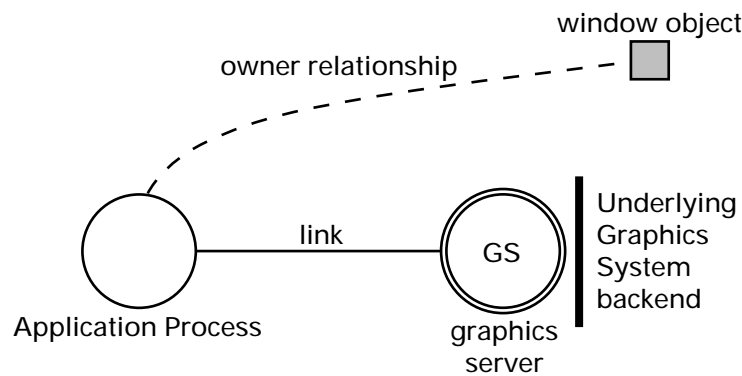 window object
owner relationship
link
GS
Underlying
Graphics
System
backend
Application Process
graphics
server